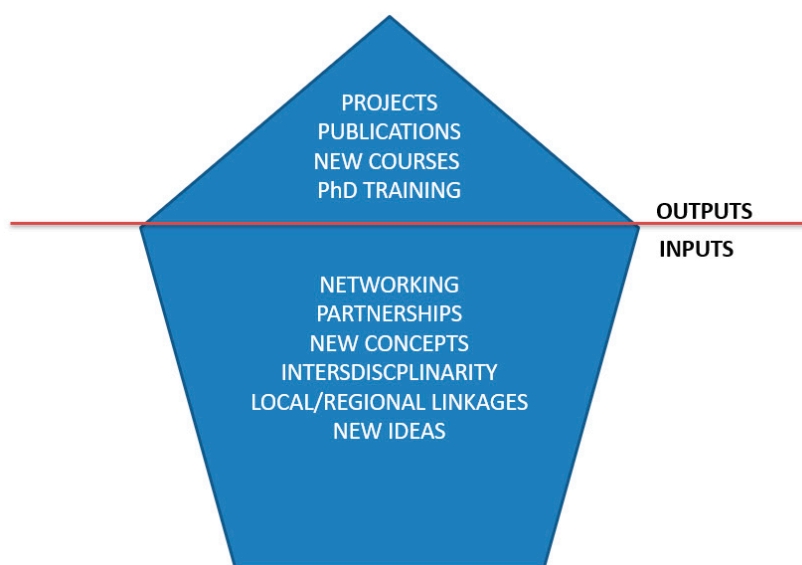 PROJECTS
PUBLICATIONS
NEW COURSES
PhD TRAINING
OUTPUTS
INPUTS
NETWORKING
PARTNERSHIPS
NEW CONCEPTS
INTERSDISCPLINARITY
LOCAL/REGIONAL LINKAGES
NEW IDEAS